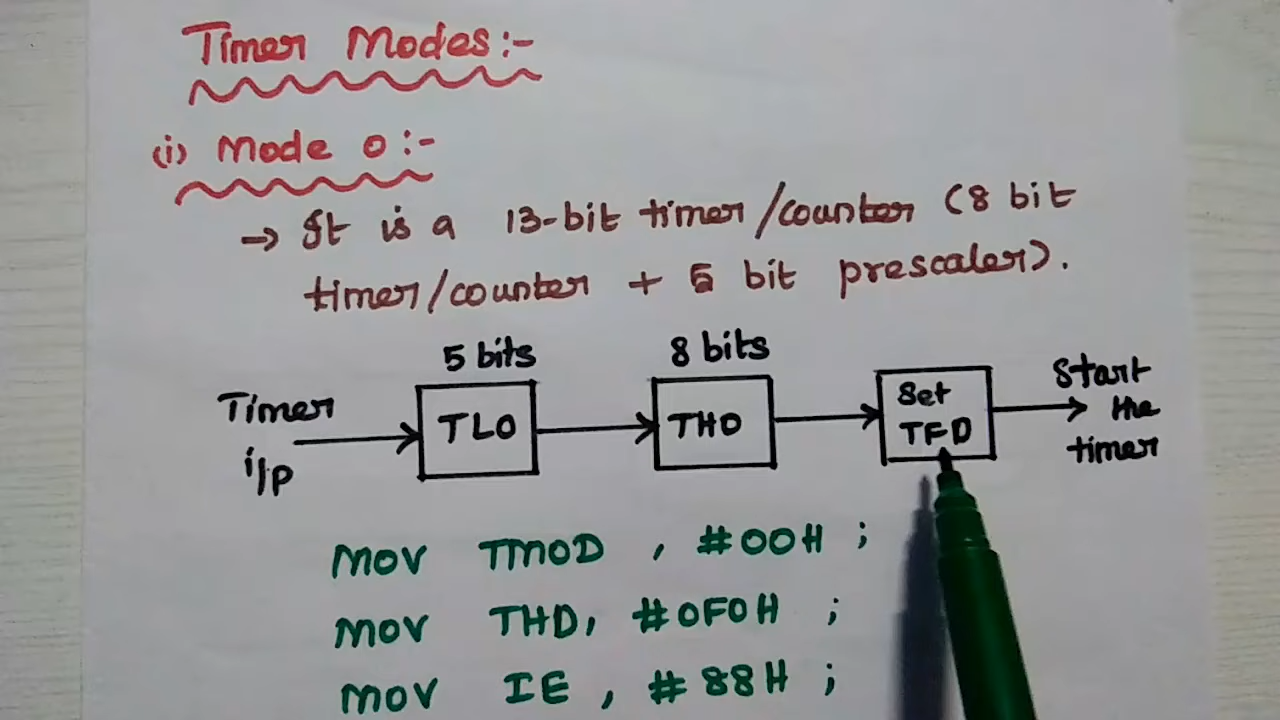 Timer Modes:-
(i) Mode 0:-
→ It is a 13-bit timer/counter (8 bit
timer/counter + 5 bit prescaler).
5 bits
8 bits
Timer
i/p
TL0
TH0
Set
TF0
Start
the
timer
MOV TMOD , #00H ;
MOV TH0, #0F0H ;
MOV IE , #88H ;